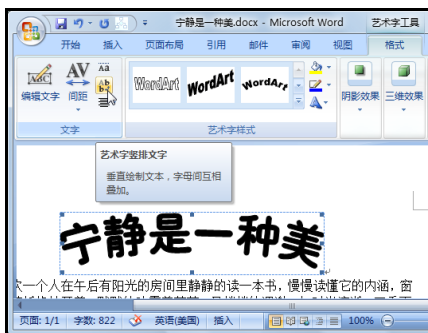 宁静是一种美.docx - Microsoft Word
艺术字工具
开始 插入 页面布局 引用 邮件 审阅 视图 格式
编辑文字
AV
间距
Aa
文字
WordArt WordArt WordArt
艺术字样式
阴影效果
三维效果
艺术字竖排文字
垂直绘制文本，字母间互相
叠加。
宁静是一种美
欢一个人在午后有阳光的房间里静静的读一本书，慢慢读懂它的内涵，窗
页面: 1/1 字数: 822 英语(美国) 插入 100%